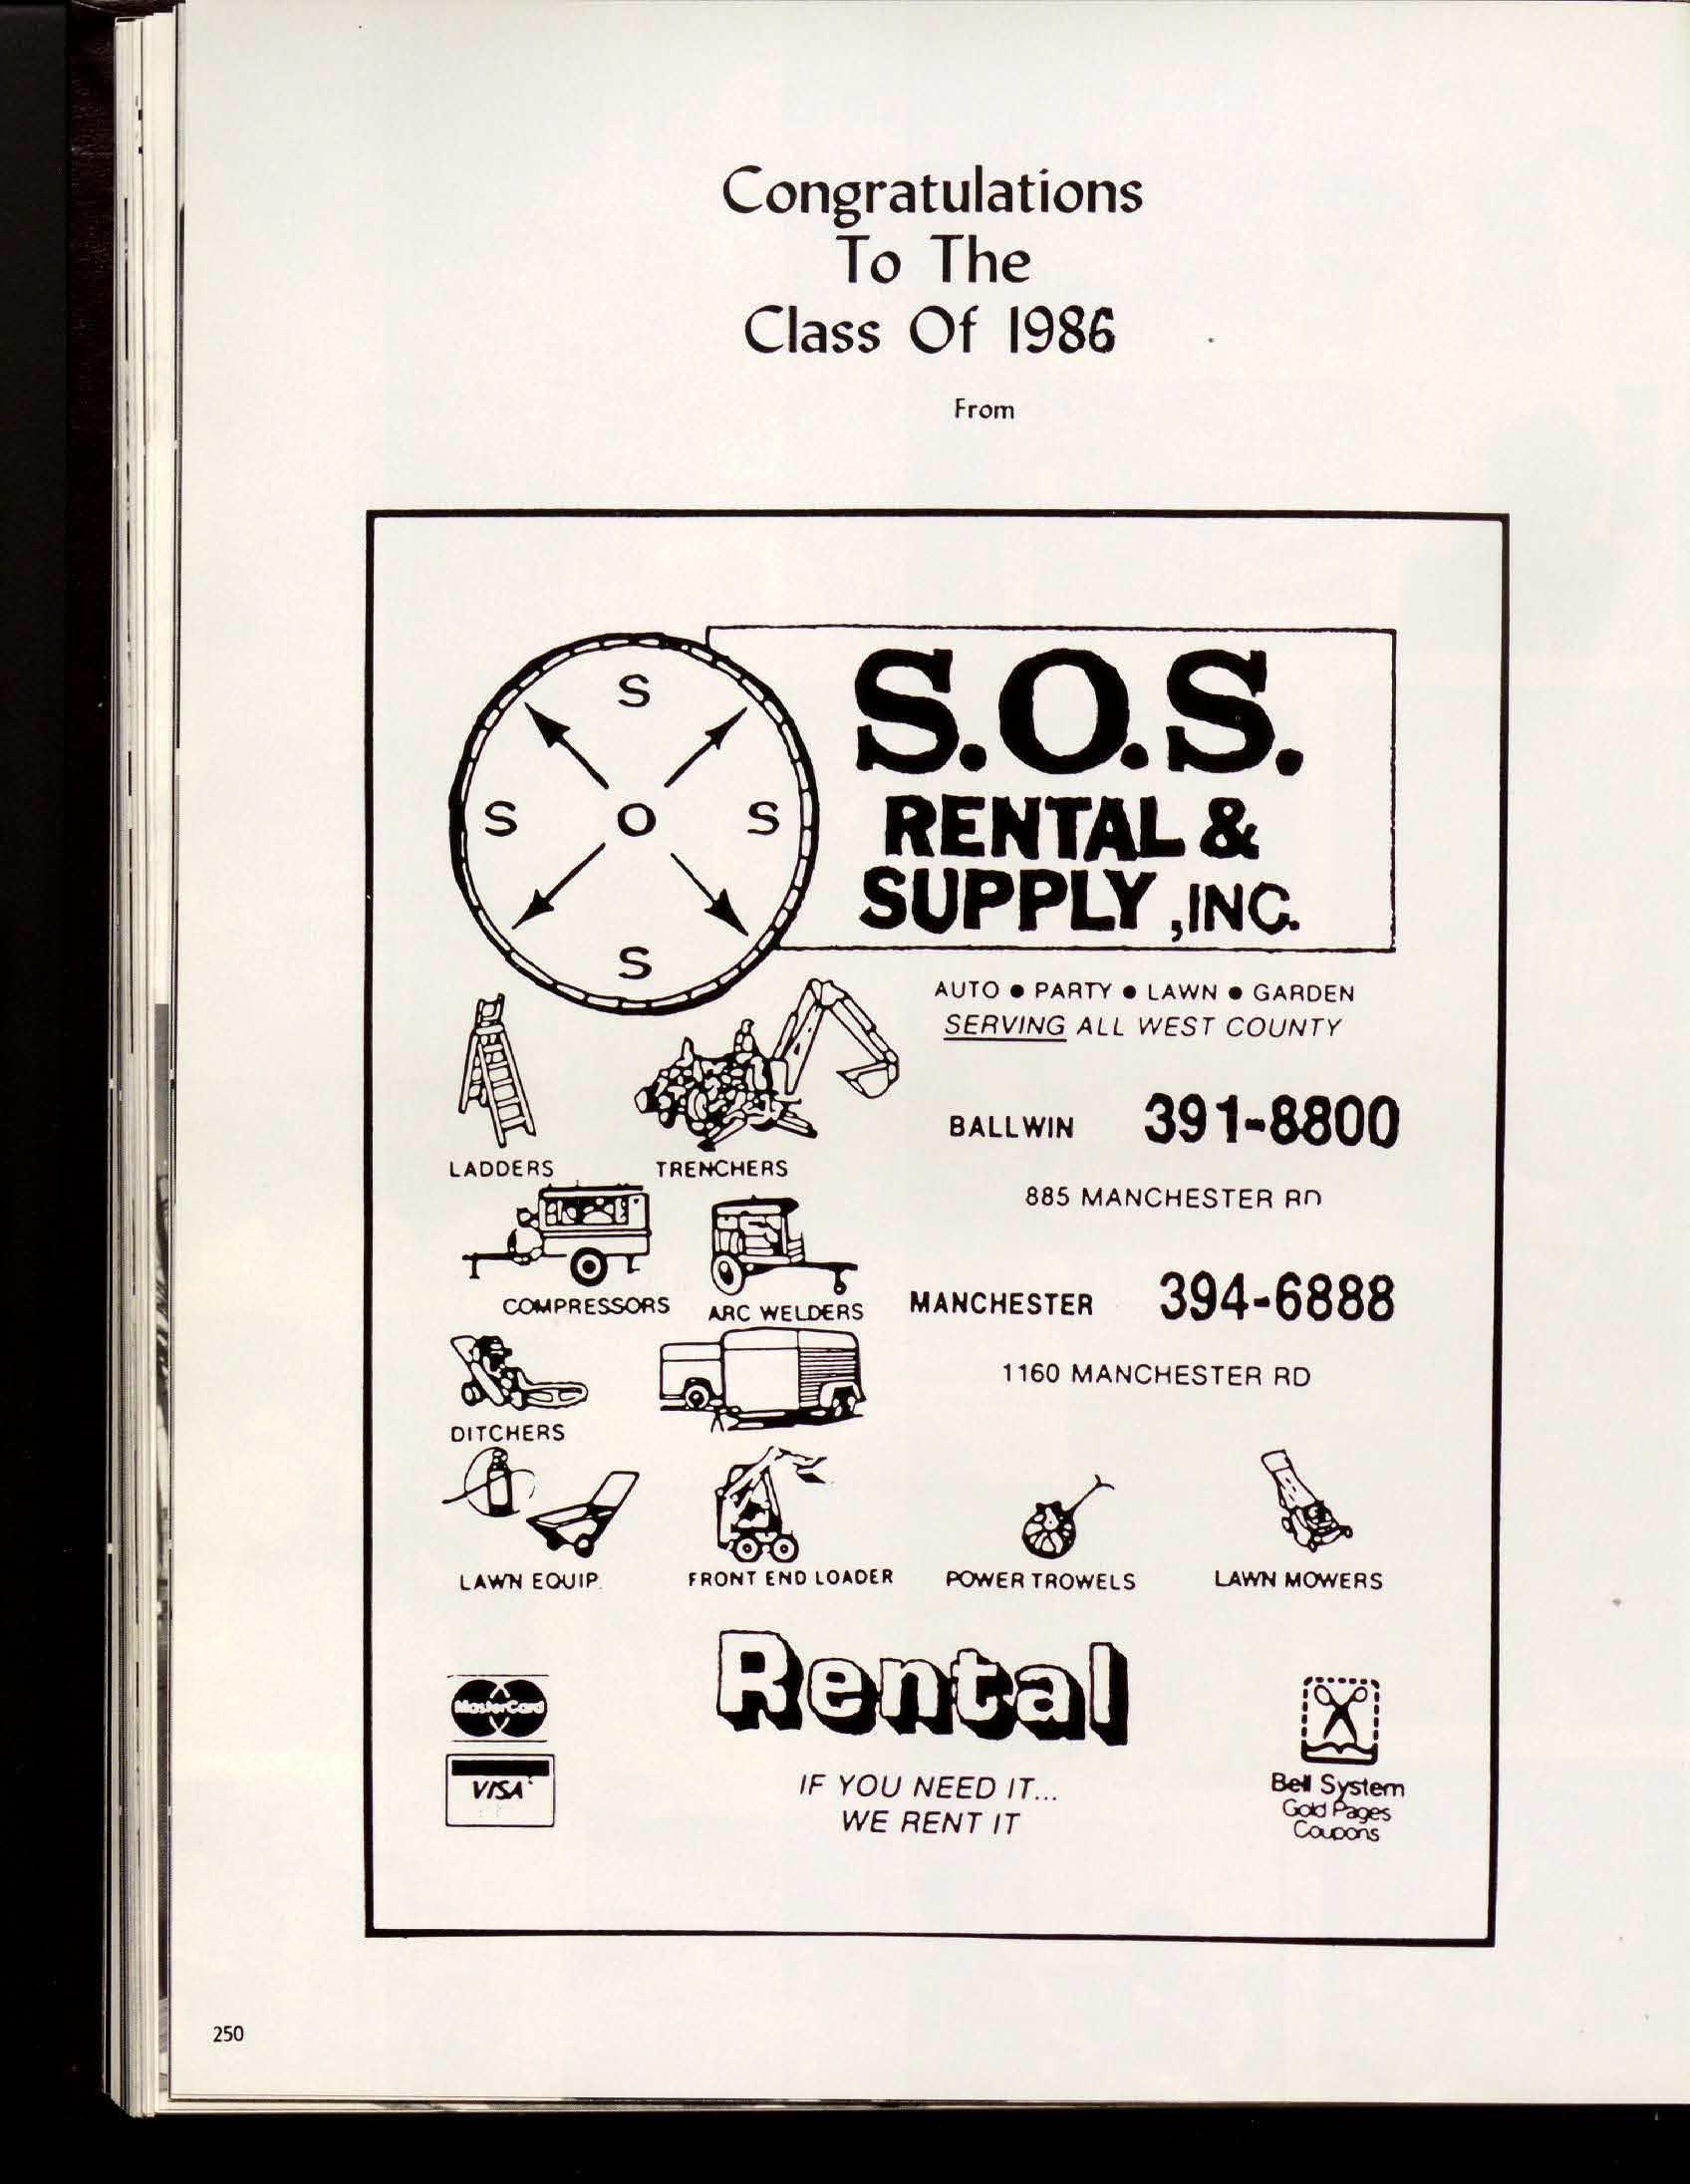 Congratulations
To The
Class Of 1986
From
S
S O S
S
S.O.S.
RENTAL &
SUPPLY, INC.
AUTO • PARTY • LAWN • GARDEN
SERVING ALL WEST COUNTY
LADDERS
TRENCHERS
BALLWIN 391-8800
885 MANCHESTER RD
COMPRESSORS
ARC WELDERS
MANCHESTER 394-6888
1160 MANCHESTER RD
DITCHERS
LAWN EQUIP.
FRONT END LOADER
POWER TROWELS
LAWN MOWERS
MasterCard
VISA
Rental
IF YOU NEED IT...
WE RENT IT
Bell System
Gold Pages
Coupons
250